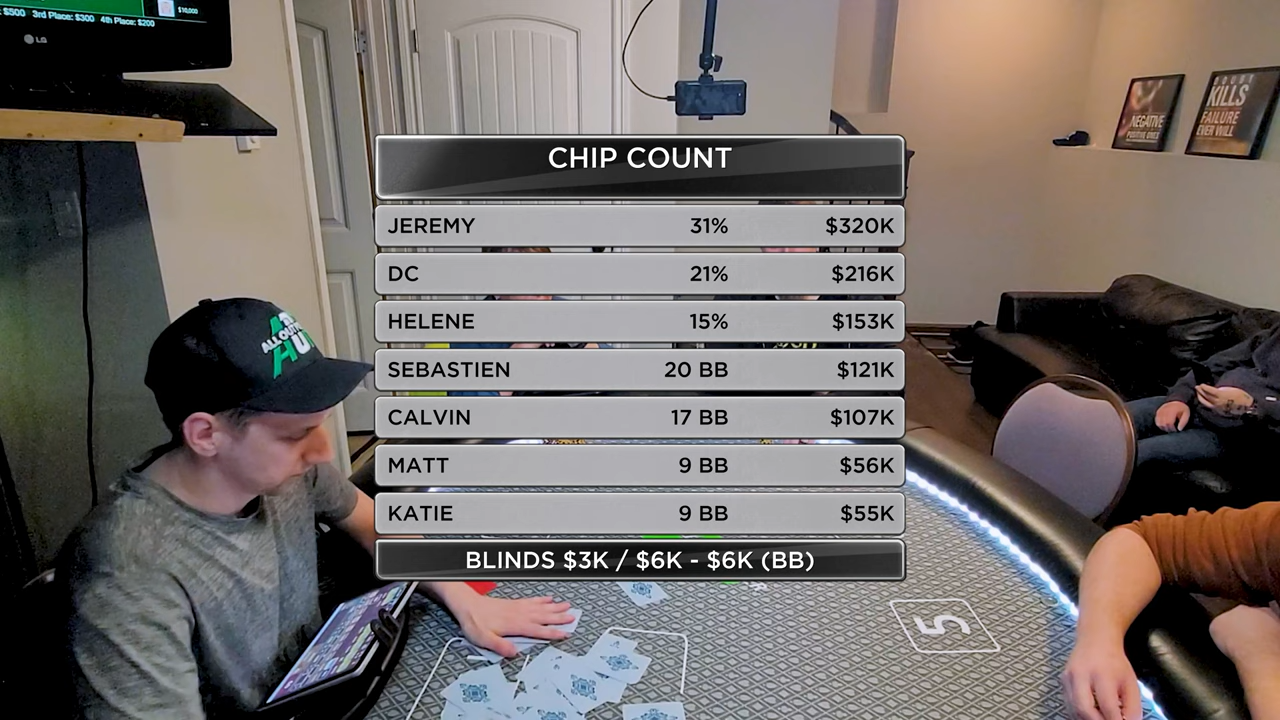 : $500 3rd Place: $300 4th Place: $200
$10,000
LG
KILLS
FAILURE
EVER WILL
NEGATIVE
ALL
CHIP COUNT
JEREMY 31% $320K
DC 21% $216K
HELENE 15% $153K
SEBASTIEN 20 BB $121K
CALVIN 17 BB $107K
MATT 9 BB $56K
KATIE 9 BB $55K
BLINDS $3K / $6K - $6K (BB)
5